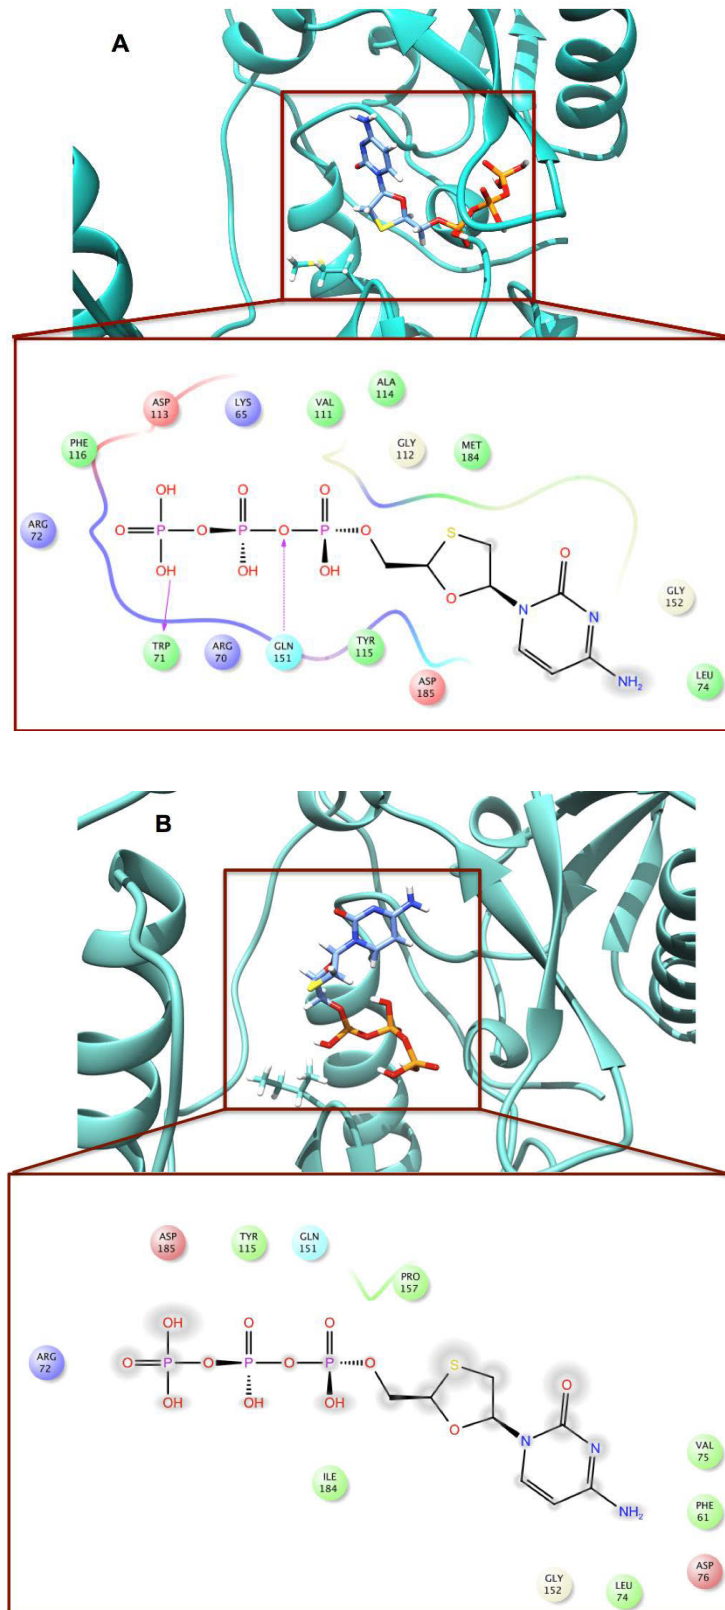 A
ASP
113
LYS
65
VAL
111
ALA
114
PHE
116
GLY
112
MET
184
ARG
72
OH O O
O P O P O P O S
OH OH OH O
O
N N
NH₂
GLY
152
TRP
71
ARG
70
GLN
151
TYR
115
ASP
185
LEU
74
B
ASP
185
TYR
115
GLN
151
PRO
157
ARG
72
OH O O
O P O P O P O S
OH OH OH O
O
N N
NH₂
ILE
184
VAL
75
PHE
61
ASP
76
GLY
152
LEU
74